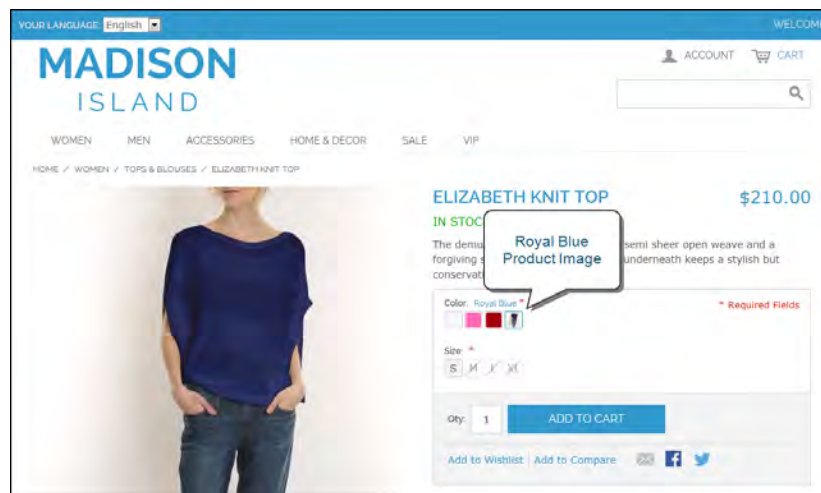 YOUR LANGUAGE: English
WELCOME
MADISON
ISLAND
ACCOUNT CART
WOMEN MEN ACCESSORIES HOME & DECOR SALE VIP
HOME / WOMEN / TOPS & BLOUSES / ELIZABETH KNIT TOP
ELIZABETH KNIT TOP $210.00
IN STOC
Royal Blue
Product Image
The demu semi sheer open weave and a
forgiving s underneath keeps a stylish but
conservat
Color: Royal Blue *
* Required Fields
Size: *
S M L XL
Qty: 1 ADD TO CART
Add to Wishlist Add to Compare